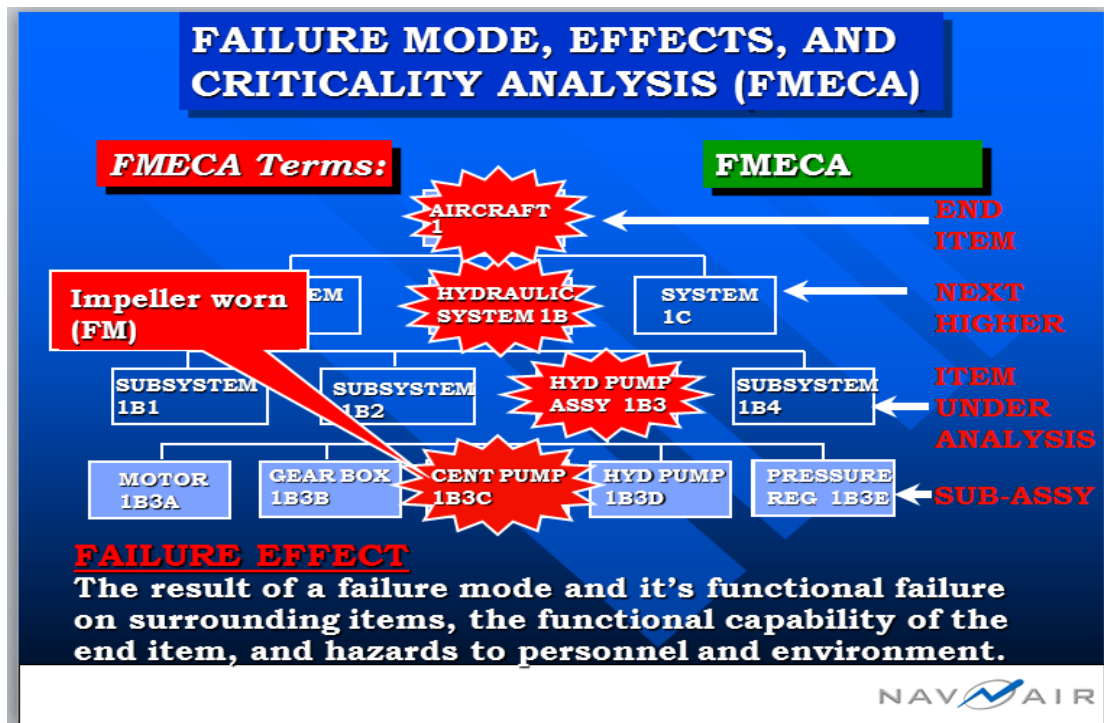 FAILURE MODE, EFFECTS, AND
CRITICALITY ANALYSIS (FMECA)
FMECA Terms:
FMECA
AIRCRAFT
1
END
ITEM
Impeller worn
(FM)
EM
HYDRAULIC
SYSTEM 1B
SYSTEM
1C
NEXT
HIGHER
SUBSYSTEM
1B1
SUBSYSTEM
1B2
HYD PUMP
ASSY 1B3
SUBSYSTEM
1B4
ITEM
UNDER
ANALYSIS
MOTOR
1B3A
GEAR BOX
1B3B
CENT PUMP
1B3C
HYD PUMP
1B3D
PRESSURE
REG 1B3E
SUB-ASSY
FAILURE EFFECT
The result of a failure mode and it's functional failure
on surrounding items, the functional capability of the
end item, and hazards to personnel and environment.
NAVAIR